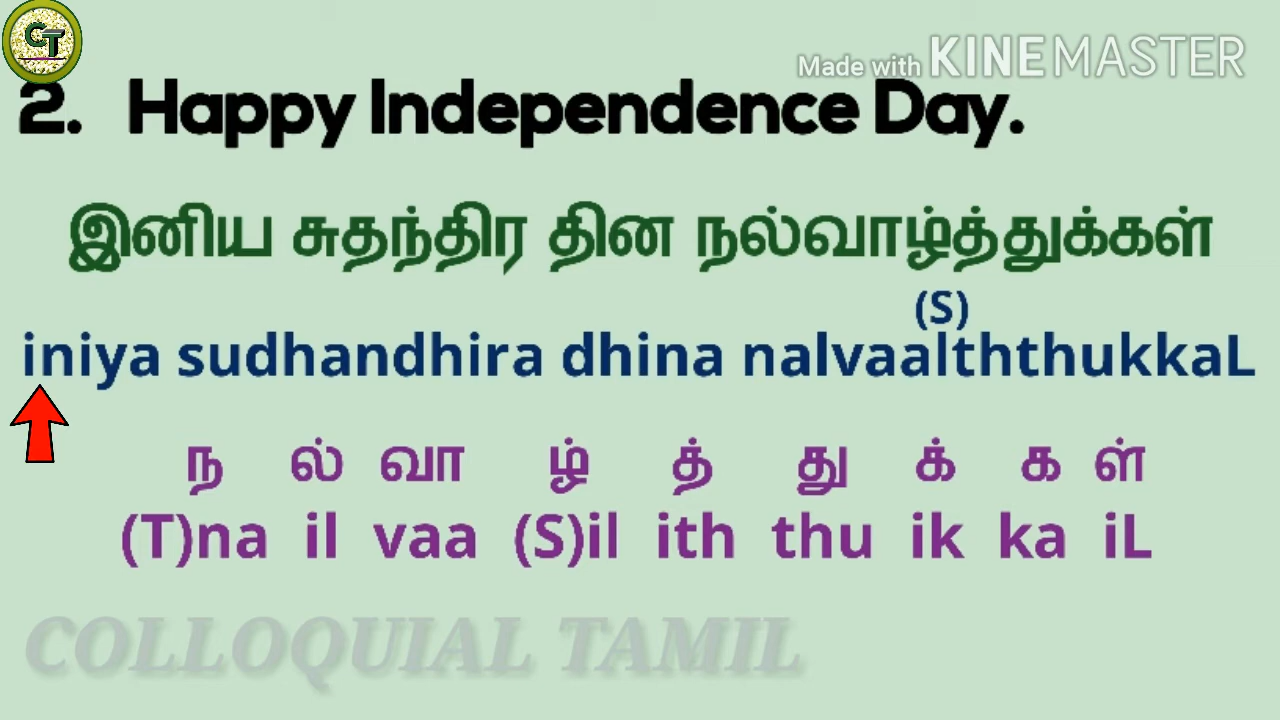 CT
Made with KINEMASTER
2. Happy Independence Day.
இனிய சுதந்திர தின நல்வாழ்த்துக்கள்
(S)
iniya sudhandhira dhina nalvaalththukkaL
ந ல் வா ழ் த் து க் க ள்
(T)na il vaa (S)il ith thu ik ka iL
COLLOQUIAL TAMIL